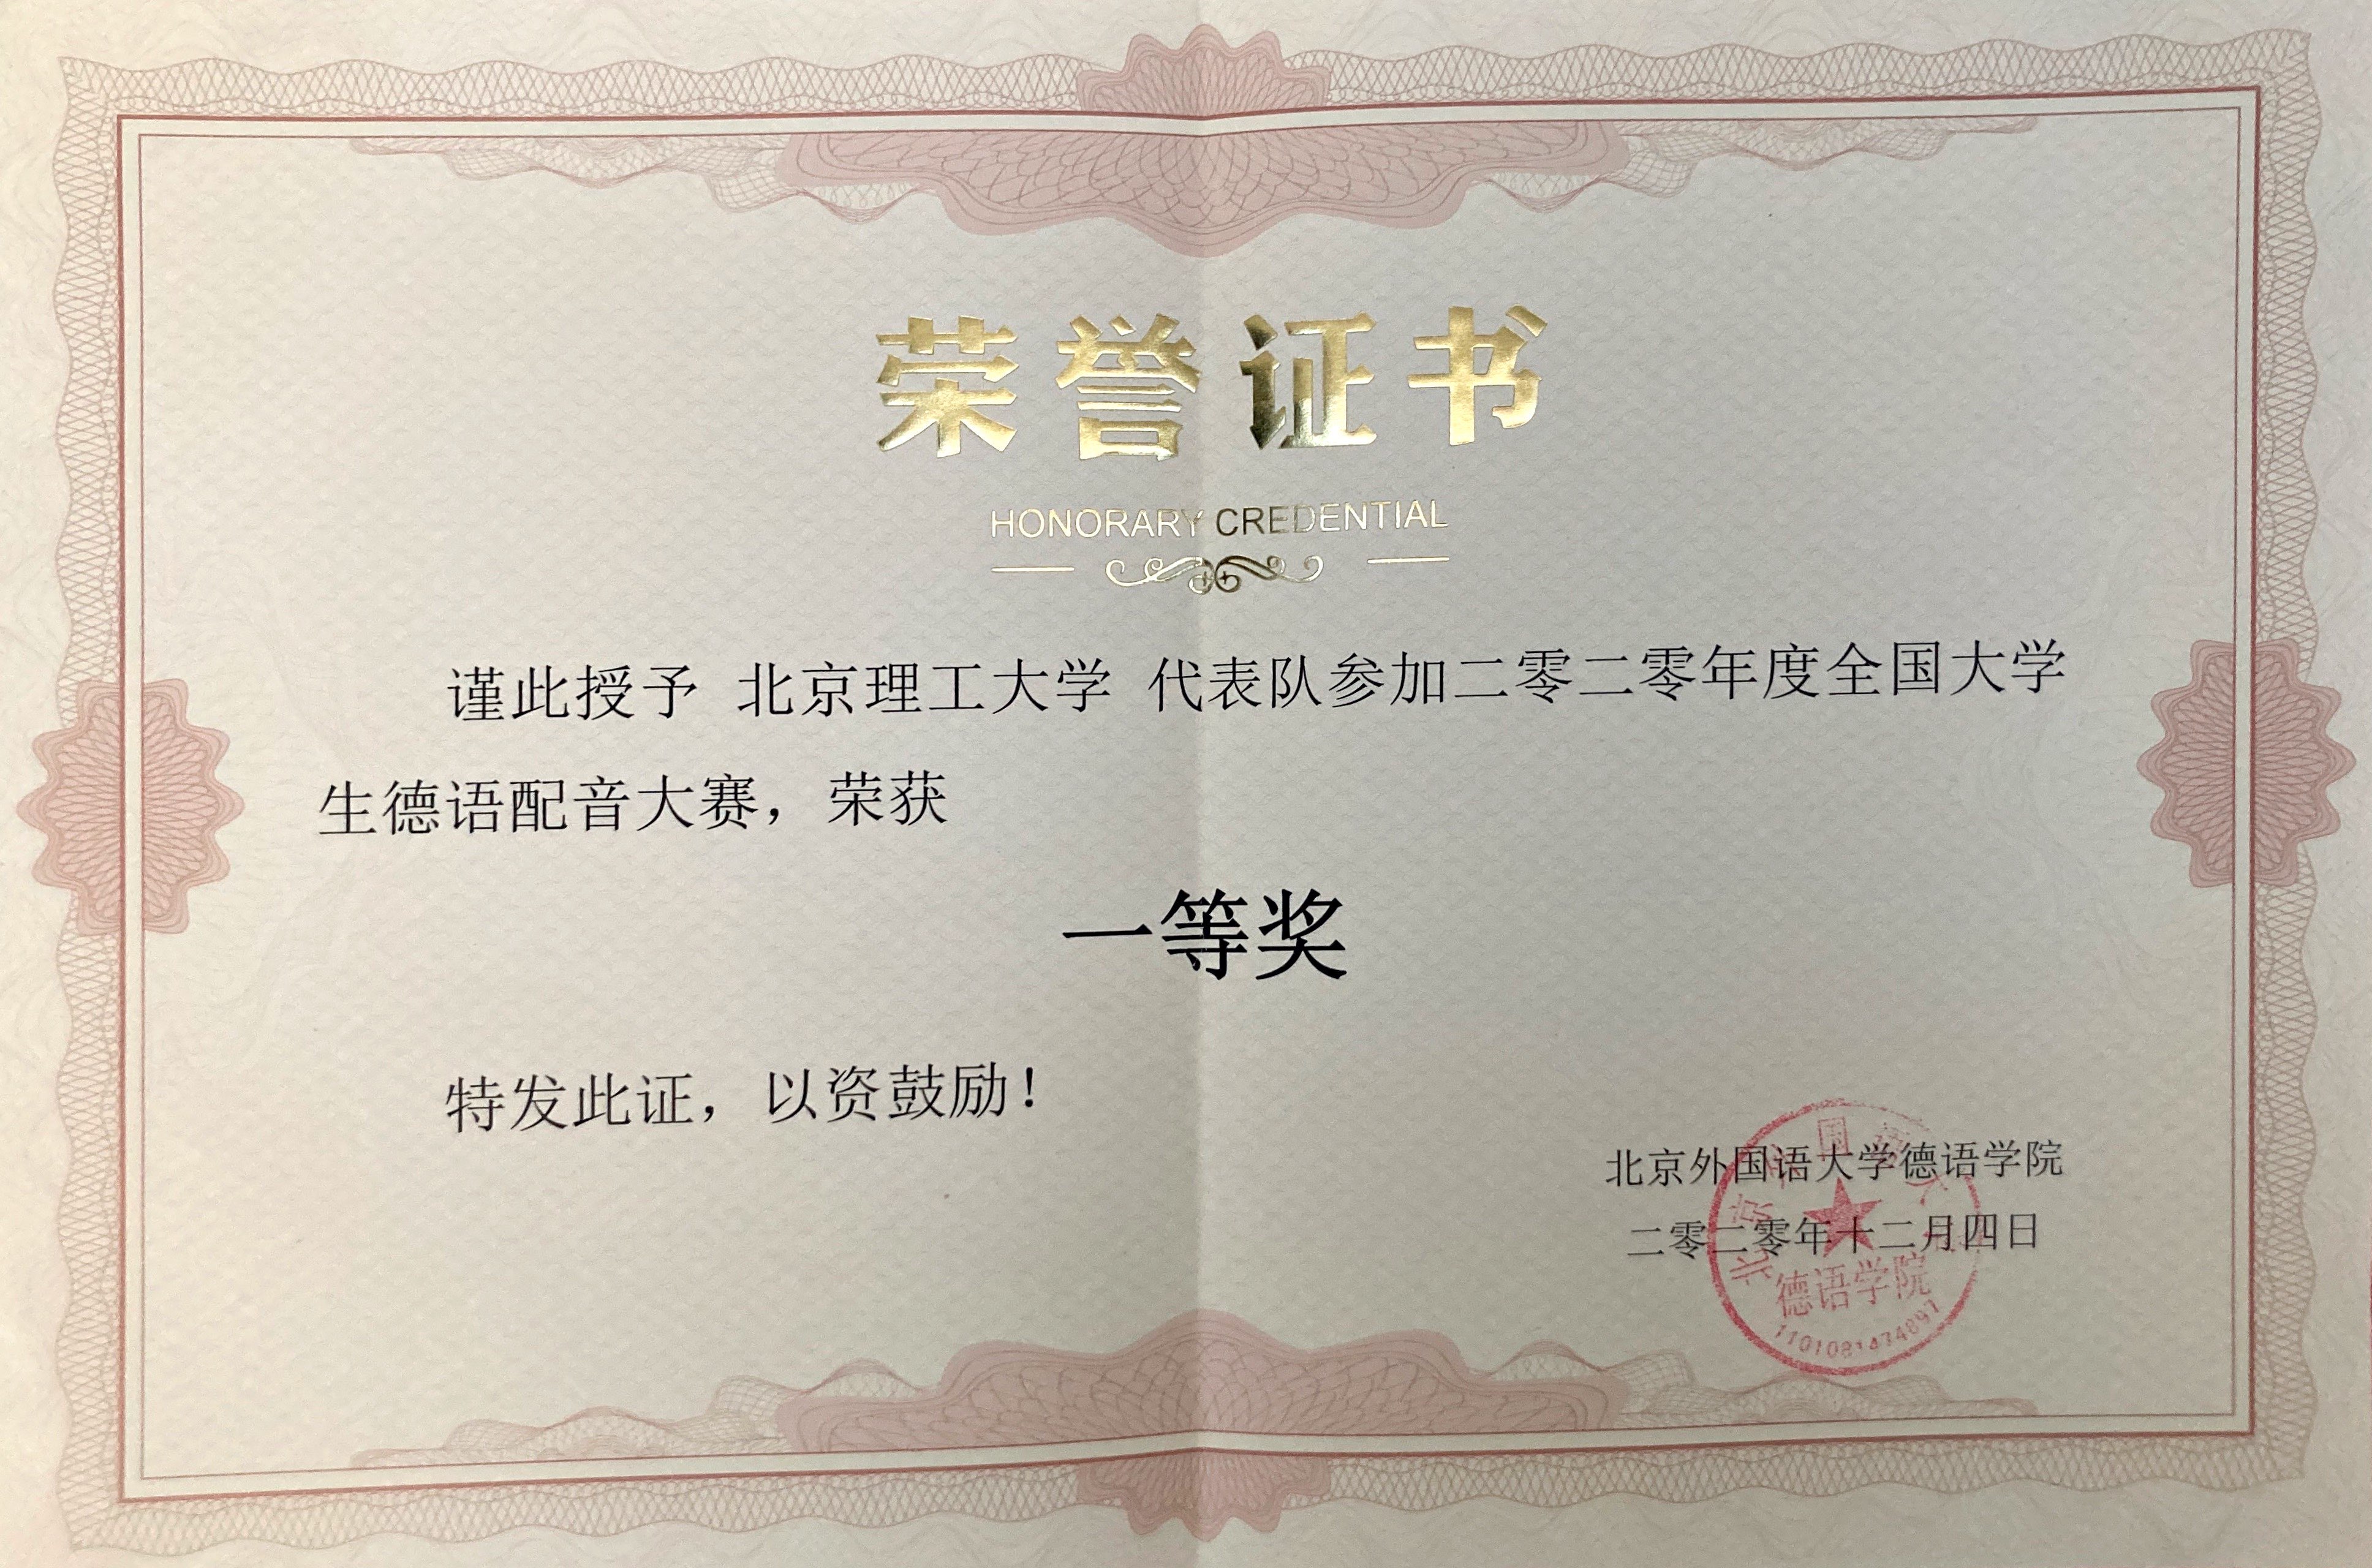 荣誉证书
HONORARY CREDENTIAL
谨此授予 北京理工大学 代表队参加二零二零年度全国大学
生德语配音大赛，荣获
一等奖
特发此证，以资鼓励！
北京外国语大学德语学院
二零二零年十二月四日
德语学院